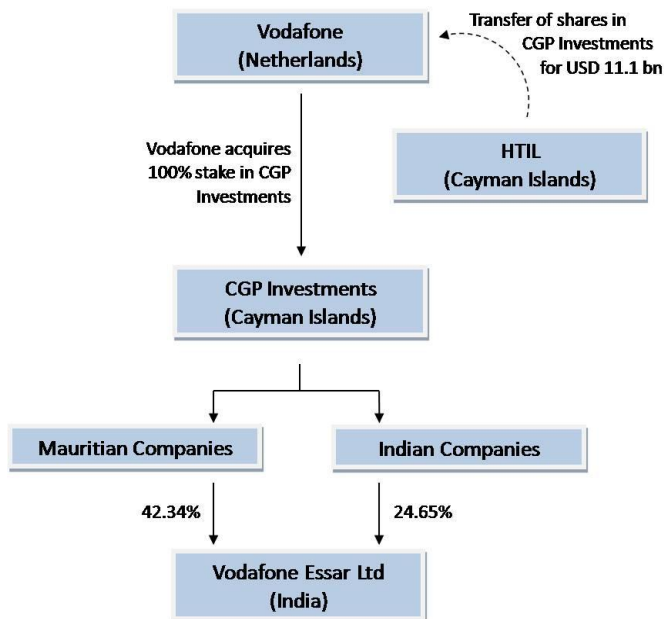 Vodafone
(Netherlands)
Transfer of shares in
CGP Investments
for USD 11.1 bn
Vodafone acquires
100% stake in CGP
Investments
HTIL
(Cayman Islands)
CGP Investments
(Cayman Islands)
Mauritian Companies
Indian Companies
42.34%
24.65%
Vodafone Essar Ltd
(India)